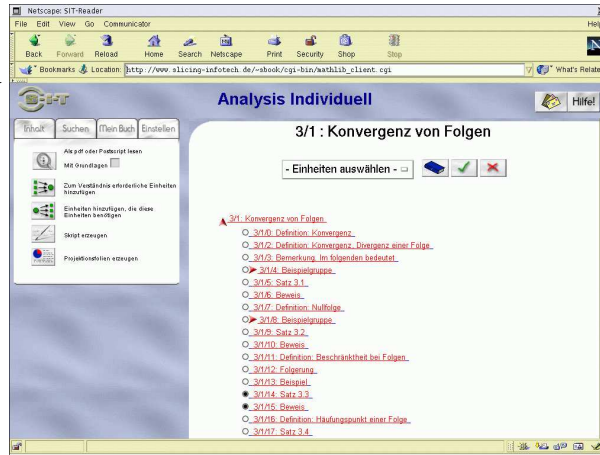 Netscape: SIT-Reader
File Edit View Go Communicator Help
Back Forward Reload Home Search Netscape Print Security Shop Stop
Bookmarks Location: http://www.slicing-infotech.de/~sbook/cgi-bin/mathlib_client.cgi What's Relate
SIT
Analysis Individuell
Hilfe!
Inhalt Suchen Mein Buch Einstellen
Als pdf oder Postscript lesen
Mit Grundlagen
Zum Verständnis erforderliche Einheiten
hinzufügen
Einheiten hinzufügen, die diese
Einheiten benötigen
Skript erzeugen
Projektionsfolien erzeugen
3/1 : Konvergenz von Folgen
- Einheiten auswählen -
3/1: Konvergenz von Folgen
3/1/0: Definition: Konvergenz
3/1/2: Definition: Konvergenz, Divergenz einer Folge
3/1/3: Bemerkung. Im folgenden bedeutet
3/1/4: Beispielgruppe
3/1/5: Satz 3.1
3/1/6: Beweis
3/1/7: Definition: Nullfolge
3/1/8: Beispielgruppe
3/1/9: Satz 3.2
3/1/10: Beweis
3/1/11: Definition: Beschränktheit bei Folgen
3/1/12: Folgerung
3/1/13: Beispiel
3/1/14: Satz 3.3
3/1/15: Beweis
3/1/16: Definition: Häufungspunkt einer Folge
3/1/17: Satz 3.4